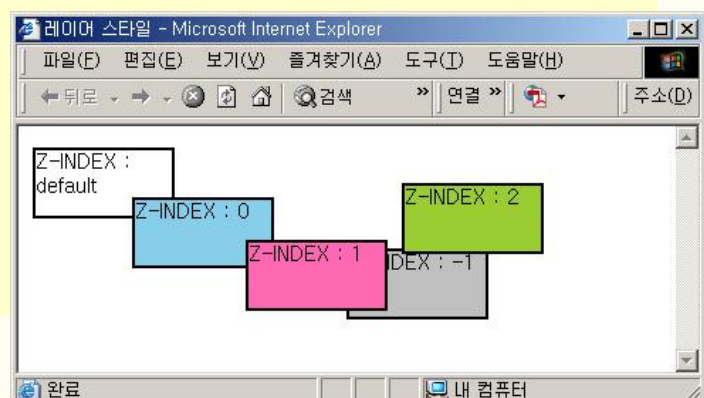 레이어 스타일 - Microsoft Internet Explorer
파일(F) 편집(E) 보기(V) 즐겨찾기(A) 도구(T) 도움말(H)
뒤로 검색 » 연결 » 주소(D)
Z-INDEX :
default
Z-INDEX : 0
Z-INDEX : 2
Z-INDEX : 1
DEX : -1
완료 내 컴퓨터